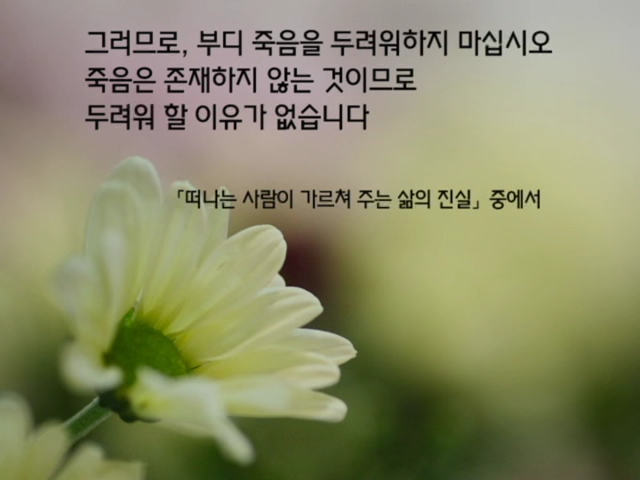 그러므로, 부디 죽음을 두려워하지 마십시오
죽음은 존재하지 않는 것이므로
두려워 할 이유가 없습니다
「떠나는 사람이 가르쳐 주는 삶의 진실」 중에서